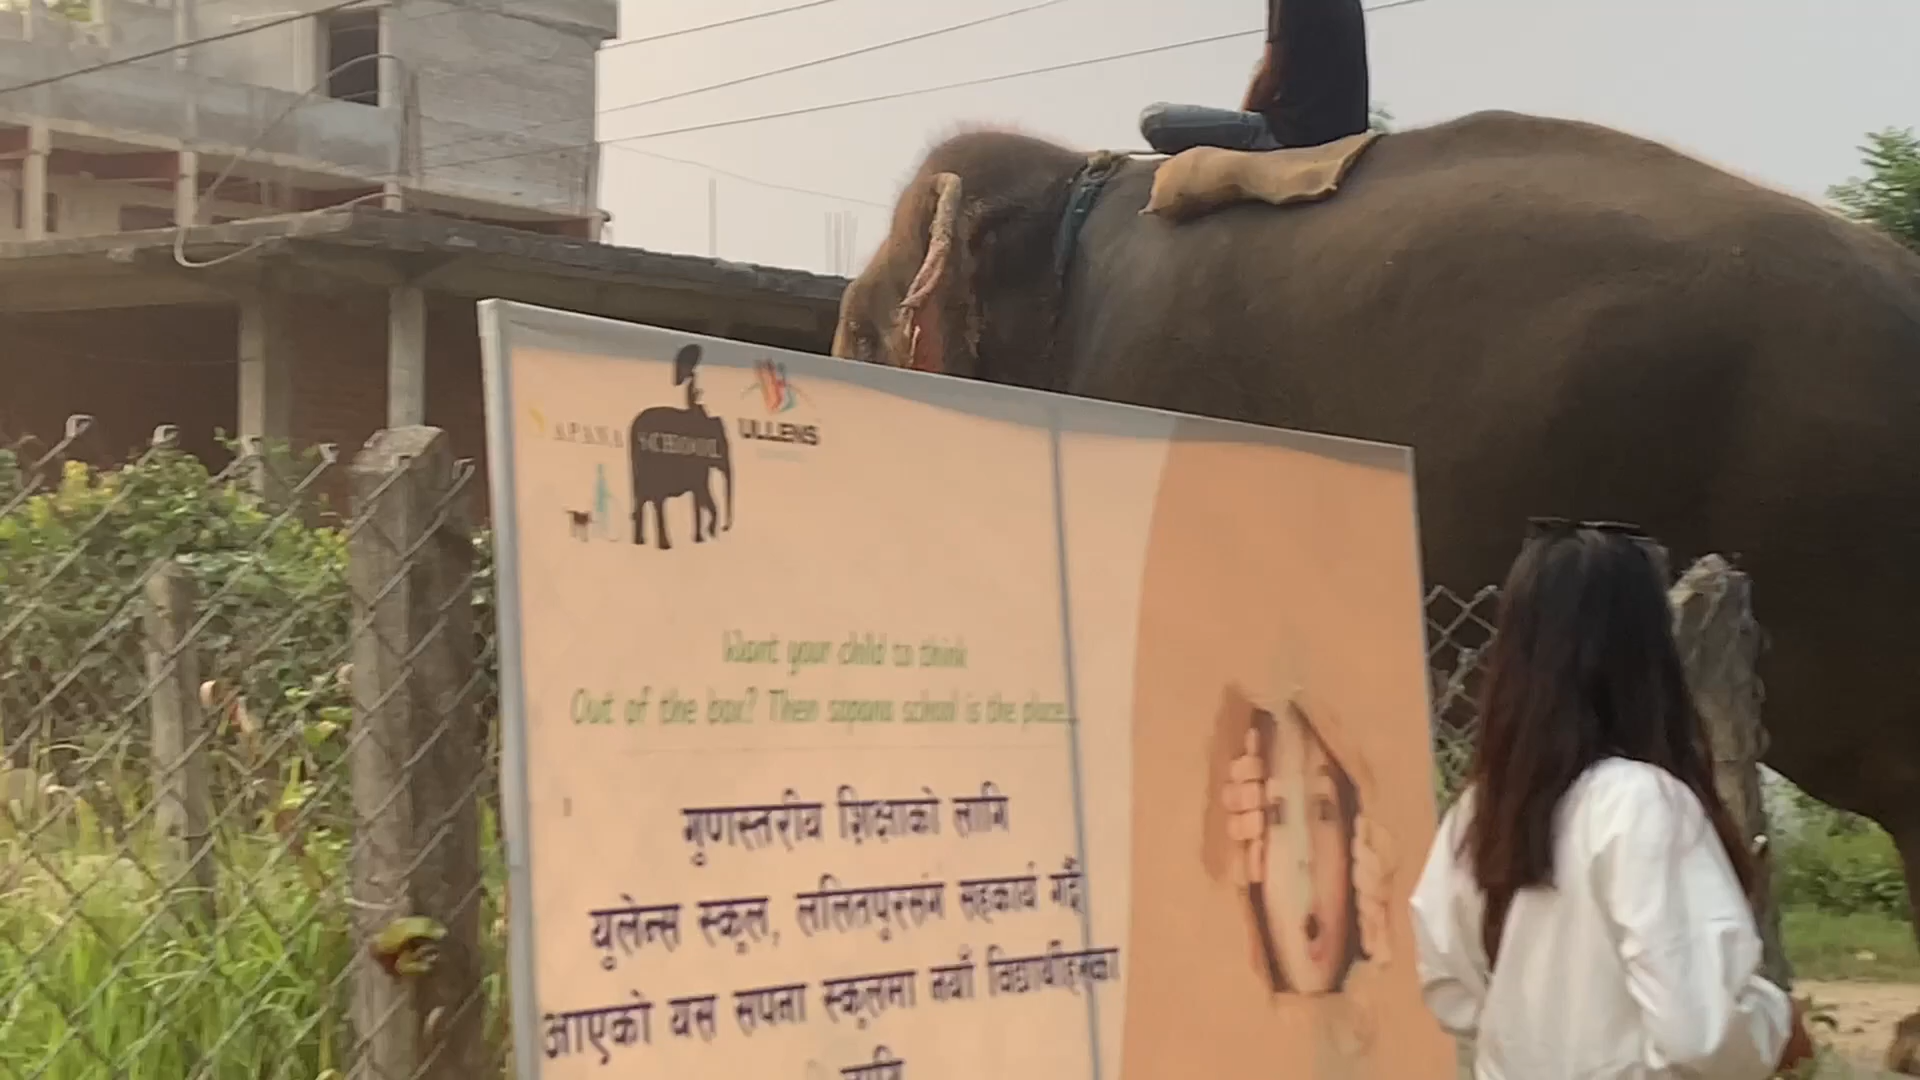 SAPANA SCHOOL
ULLENS
Want your child to think
Out of the box? Then sapana school is the place...
गुणस्तरीय शिक्षाको लागि
युलेन्स स्कूल, ललितपुरसंग सहकार्य गर्दै
आएको यस सपना स्कूलमा नयाँ विद्यार्थीहरुका
लागि